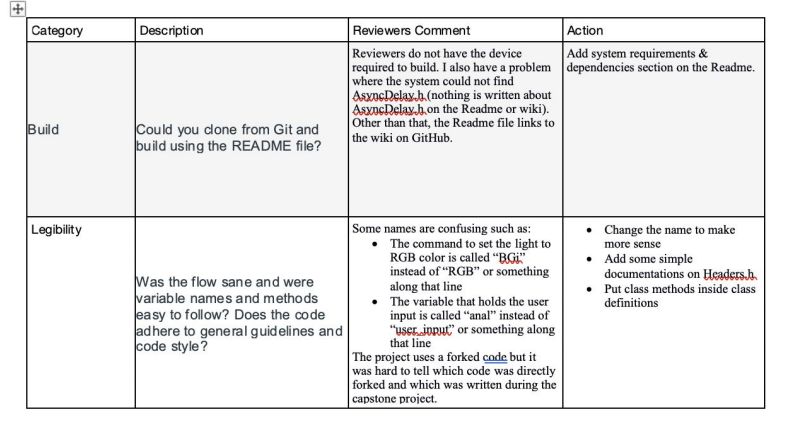 Category
Description
Reviewers Comment
Action
Build
Could you clone from Git and
build using the README file?
Reviewers do not have the device
required to build. I also have a problem
where the system could not find
AsyncDelay.h (nothing is written about
AsyncDelay.h on the Readme or wiki).
Other than that, the Readme file links to
the wiki on GitHub.
Add system requirements &
dependencies section on the Readme.
Legibility
Was the flow sane and were
variable names and methods
easy to follow? Does the code
adhere to general guidelines and
code style?
Some names are confusing such as:
• The command to set the light to
RGB color is called “BGi”
instead of “RGB” or something
along that line
• The variable that holds the user
input is called “anal” instead of
“user_input” or something along
that line
The project uses a forked code but it
was hard to tell which code was directly
forked and which was written during the
capstone project.
• Change the name to make
more sense
• Add some simple
documentations on Headers.h
• Put class methods inside class
definitions